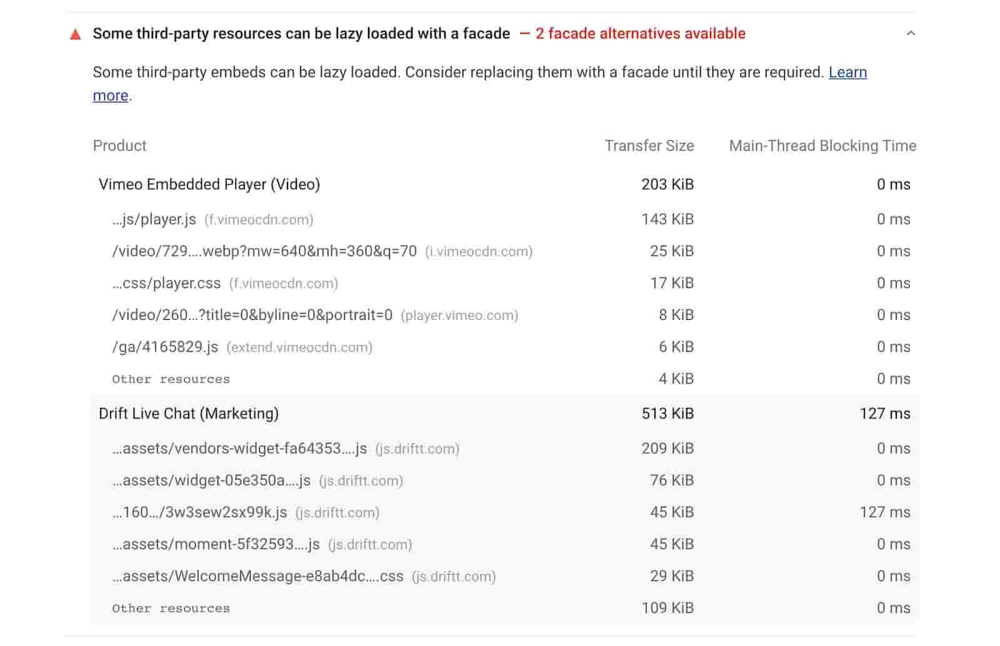 Some third-party resources can be lazy loaded with a facade — 2 facade alternatives available
Some third-party embeds can be lazy loaded. Consider replacing them with a facade until they are required. Learn
more.
Product Transfer Size Main-Thread Blocking Time
Vimeo Embedded Player (Video) 203 KiB 0 ms
…js/player.js (f.vimeocdn.com) 143 KiB 0 ms
/video/729….webp?mw=640&mh=360&q=70 (i.vimeocdn.com) 25 KiB 0 ms
…css/player.css (f.vimeocdn.com) 17 KiB 0 ms
/video/260…?title=0&byline=0&portrait=0 (player.vimeo.com) 8 KiB 0 ms
/ga/4165829.js (extend.vimeocdn.com) 6 KiB 0 ms
Other resources 4 KiB 0 ms
Drift Live Chat (Marketing) 513 KiB 127 ms
…assets/vendors-widget-fa64353….js (js.driftt.com) 209 KiB 0 ms
…assets/widget-05e350a….js (js.driftt.com) 76 KiB 0 ms
…160…/3w3sew2sx99k.js (js.driftt.com) 45 KiB 127 ms
…assets/moment-5f32593….js (js.driftt.com) 45 KiB 0 ms
…assets/WelcomeMessage-e8ab4dc….css (js.driftt.com) 29 KiB 0 ms
Other resources 109 KiB 0 ms